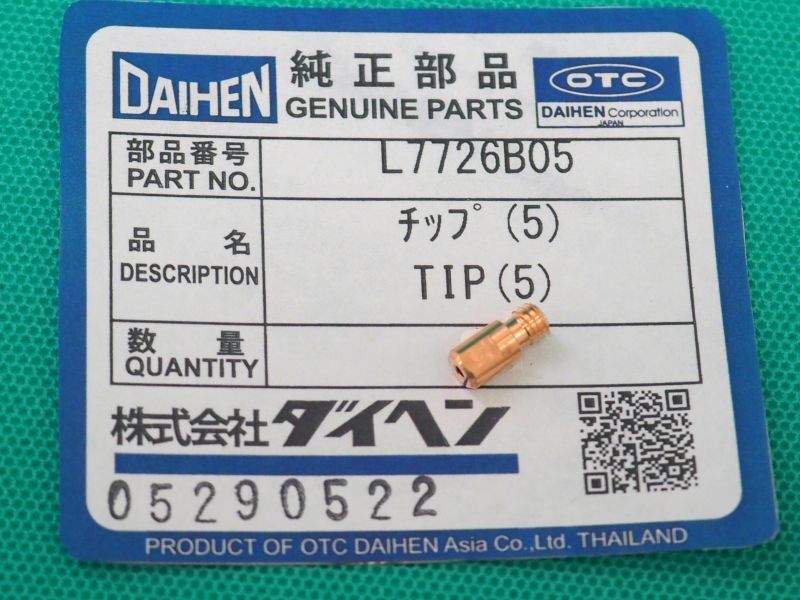 DAIHEN 純正部品 OTC
GENUINE PARTS DAIHEN Corporation
JAPAN
部品番号 L7726B05
PART NO.
品名 チップ(5)
DESCRIPTION TIP(5)
数量
QUANTITY
株式会社ダイヘン
05290522
PRODUCT OF OTC DAIHEN Asia Co.,Ltd. THAILAND